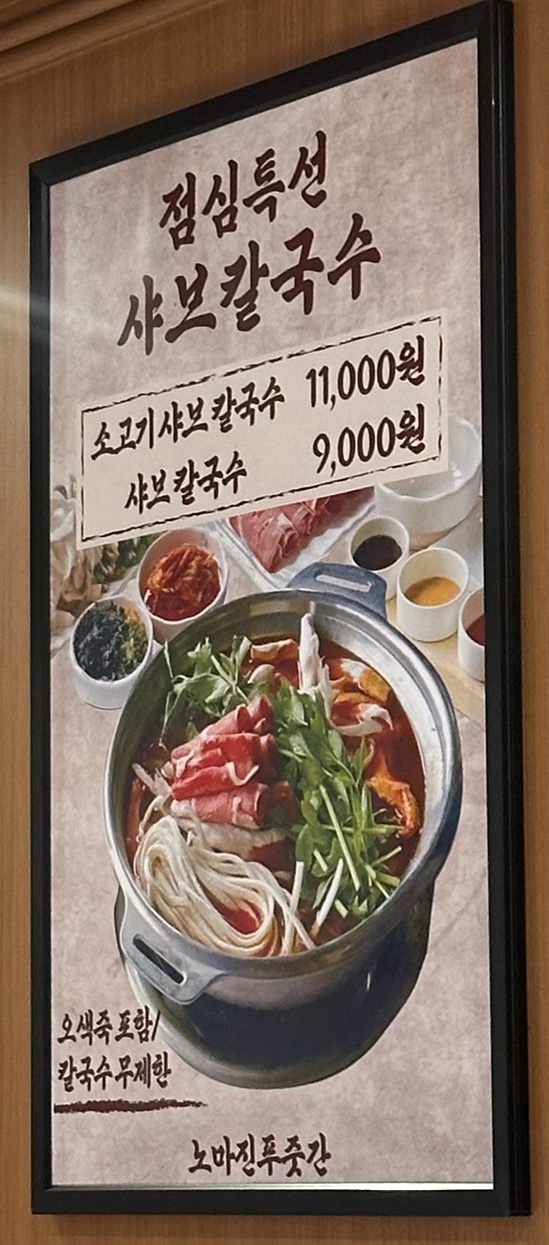 점심특선
샤브칼국수
소고기샤브칼국수 11,000원
샤브칼국수 9,000원
오색죽 포함/
칼국수 무제한
노마진푸줏간